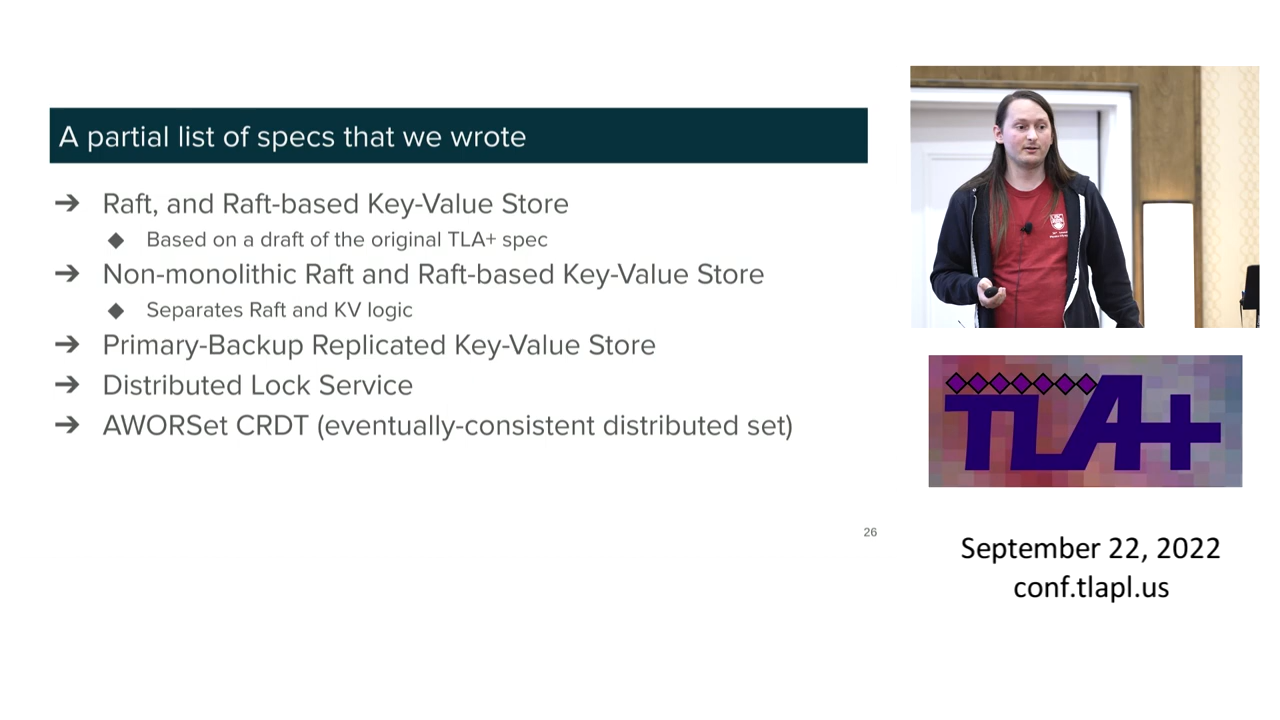 A partial list of specs that we wrote
➔ Raft, and Raft-based Key-Value Store
◆ Based on a draft of the original TLA+ spec
➔ Non-monolithic Raft and Raft-based Key-Value Store
◆ Separates Raft and KV logic
➔ Primary-Backup Replicated Key-Value Store
➔ Distributed Lock Service
➔ AWORSet CRDT (eventually-consistent distributed set)
26
TLA+
September 22, 2022
conf.tlapl.us